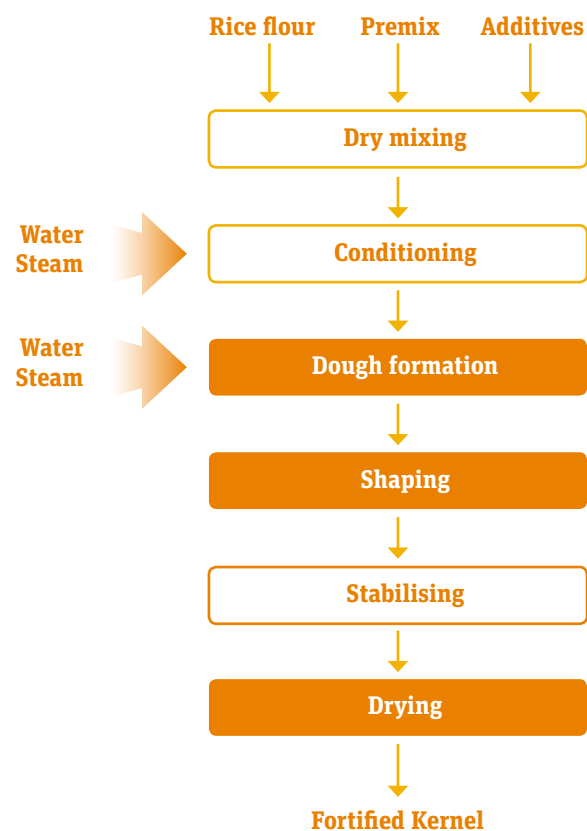 Rice flour
Premix
Additives
Dry mixing
Water
Steam
Conditioning
Water
Steam
Dough formation
Shaping
Stabilising
Drying
Fortified Kernel